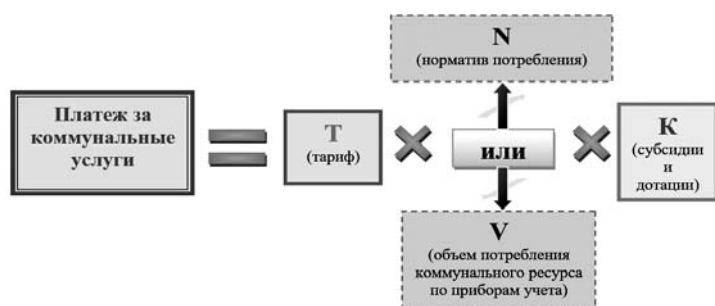 N
(норматив потребления)
Платеж за
коммунальные
услуги
Т
(тариф)
или
К
(субсидии
и
дотации)
V
(объем потребления
коммунального ресурса
по приборам учета)